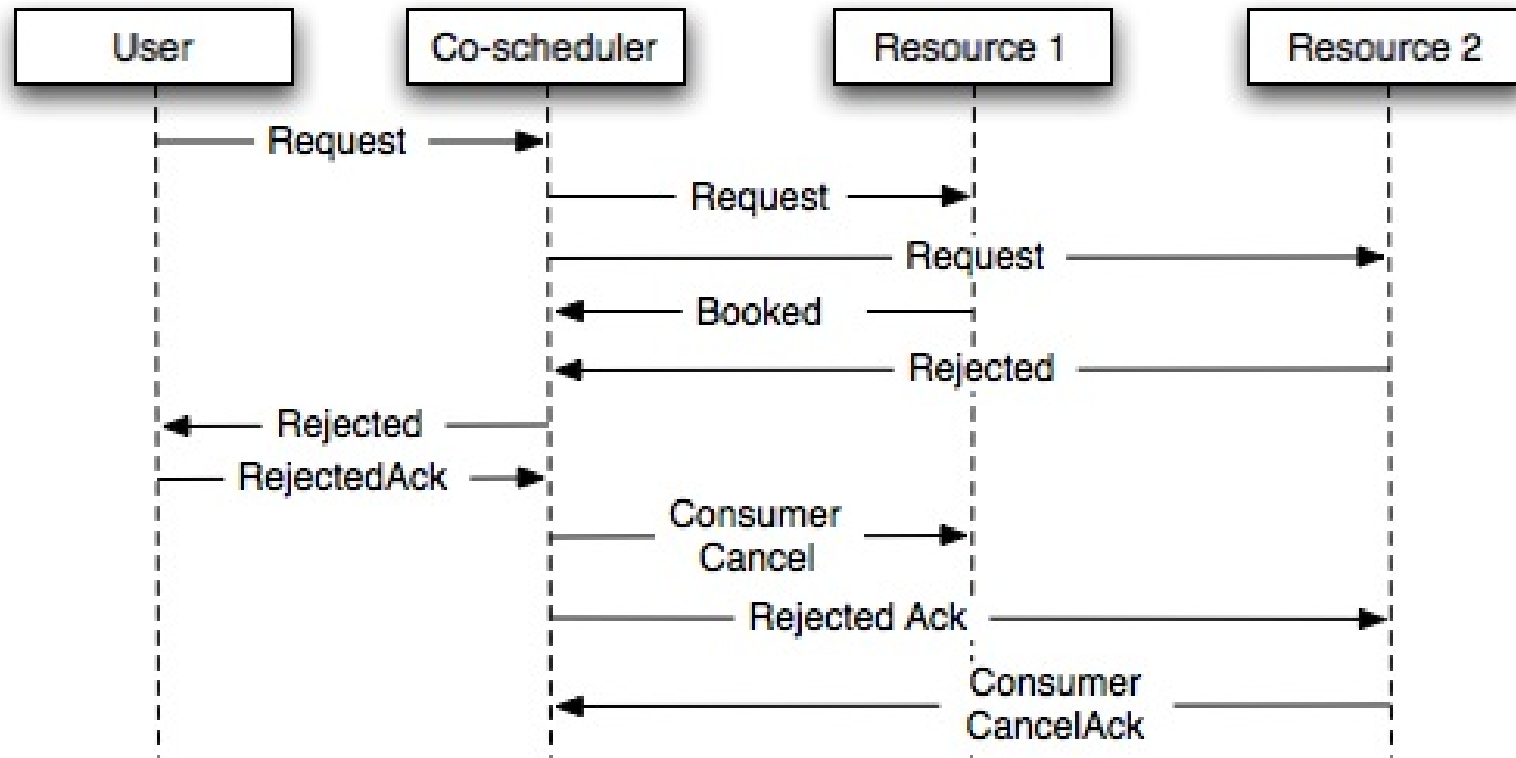 User
Co-scheduler
Resource 1
Resource 2
Request
Request
Request
Booked
Rejected
Rejected
RejectedAck
Consumer
Cancel
Rejected Ack
Consumer
CancelAck